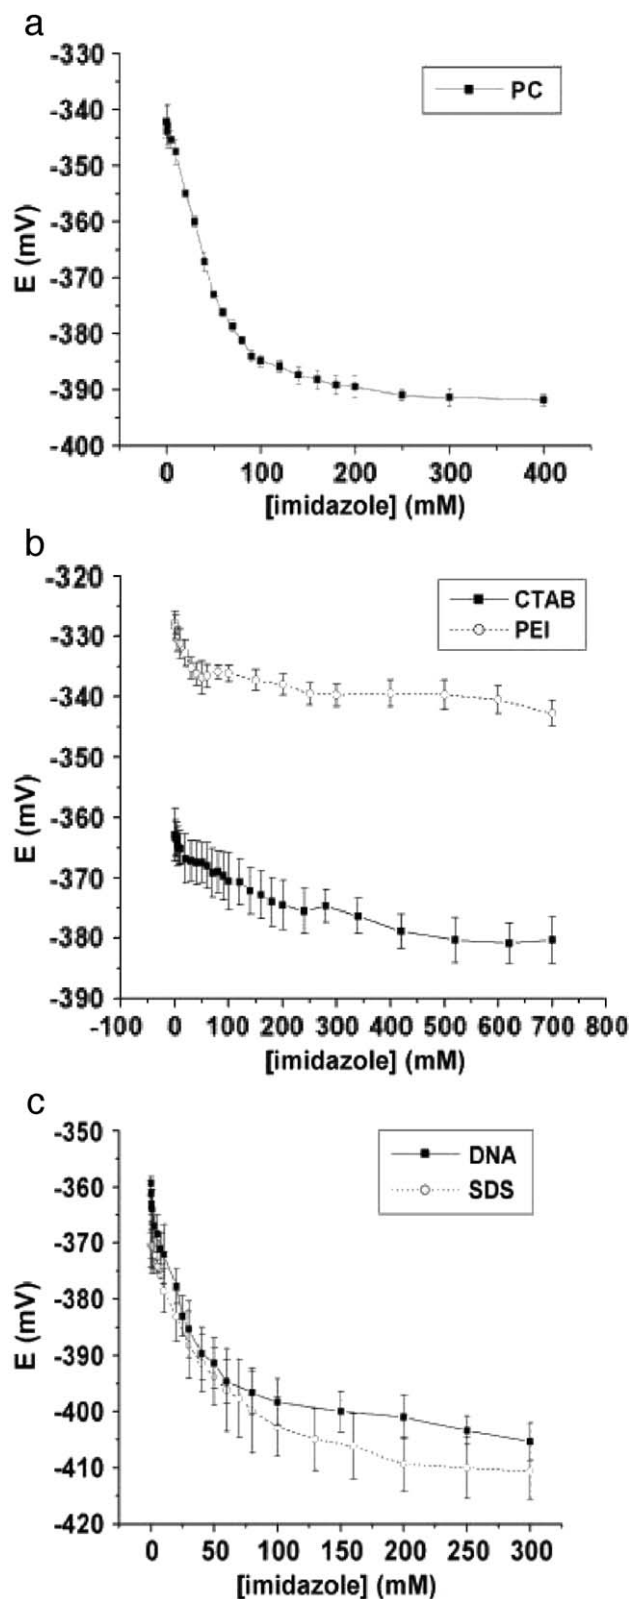 a
-330
-340
-350
-360
-370
-380
-390
-400
E (mV)
PC
0 100 200 300 400
[imidazole] (mM)
b
-320
-330
-340
-350
-360
-370
-380
-390
E (mV)
CTAB
PEI
-100 0 100 200 300 400 500 600 700 800
[imidazole] (mM)
c
-350
-360
-370
-380
-390
-400
-410
-420
E (mV)
DNA
SDS
0 50 100 150 200 250 300
[imidazole] (mM)